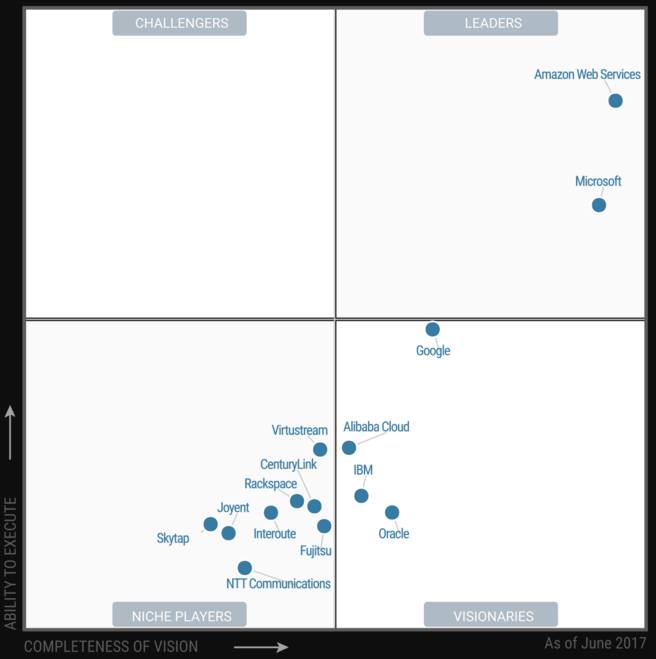 CHALLENGERS
LEADERS
Amazon Web Services
Microsoft
Google
Virtustream
Alibaba Cloud
CenturyLink
IBM
Rackspace
Joyent
Skytap
Interoute
Oracle
Fujitsu
NTT Communications
NICHE PLAYERS
VISIONARIES
ABILITY TO EXECUTE
COMPLETENESS OF VISION
As of June 2017